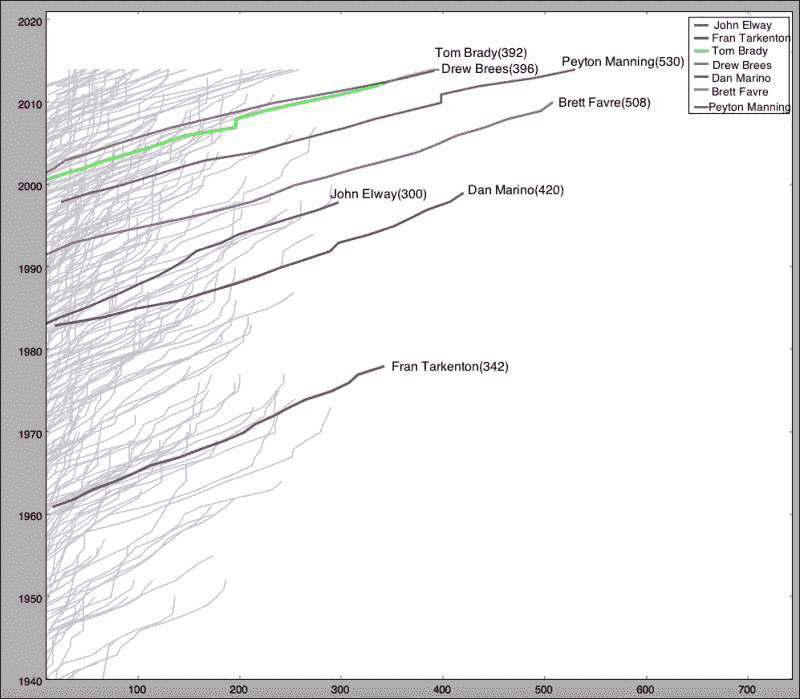 2020
2010
2000
1990
1980
1970
1960
1950
1940
100
200
300
400
500
600
700
Tom Brady(392)
Drew Brees(396)
Peyton Manning(530)
Brett Favre(508)
John Elway(300)
Dan Marino(420)
Fran Tarkenton(342)
John Elway
Fran Tarkenton
Tom Brady
Drew Brees
Dan Marino
Brett Favre
Peyton Manning